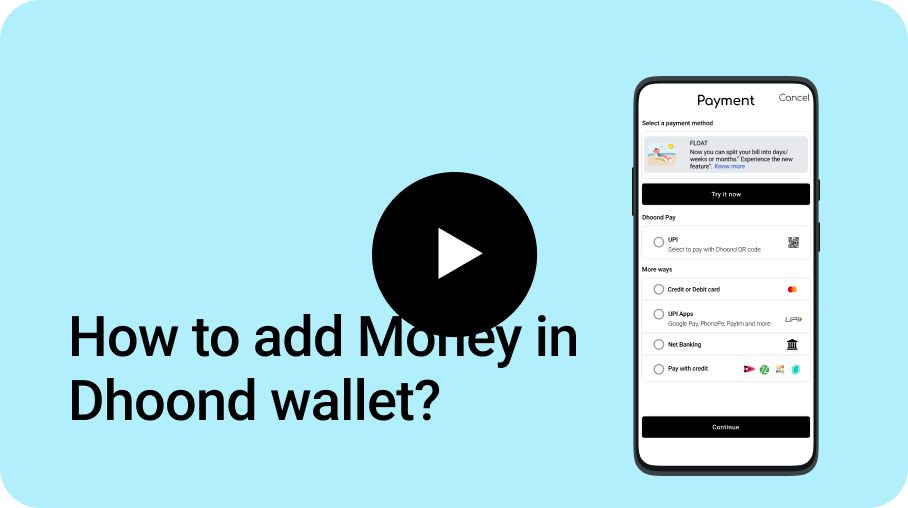 Payment
Cancel
Select a payment method
FLOAT
Now you can split your bill into days/
weeks or months.” Experience the new
feature”. Know more
Try it now
Dhoond Pay
UPI
Select to pay with Dhoond QR code
More ways
Credit or Debit card
UPI Apps
Google Pay, PhonePe, Paytm and more
UPI
Net Banking
Pay with credit
Continue
How to add Money in
Dhoond wallet?